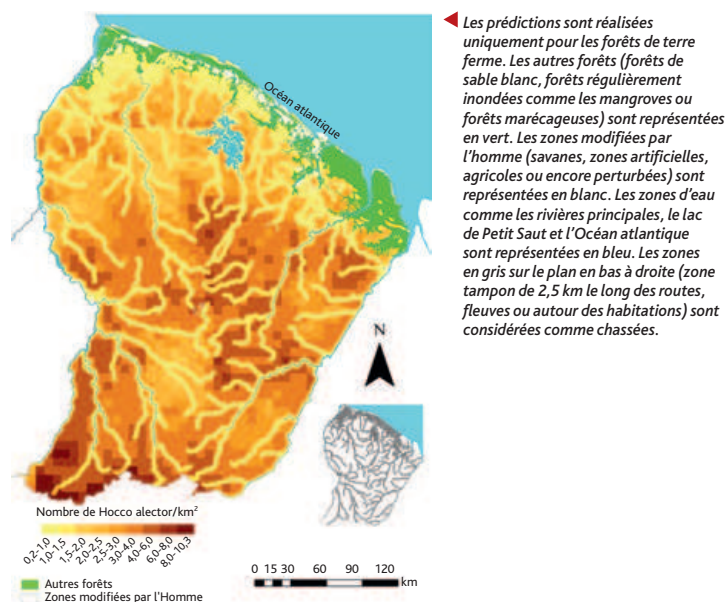 Les prédictions sont réalisées
uniquement pour les forêts de terre
ferme. Les autres forêts (forêts de
sable blanc, forêts régulièrement
inondées comme les mangroves ou
forêts marécageuses) sont représentées
en vert. Les zones modifiées par
l'homme (savanes, zones artificielles,
agricoles ou encore perturbées) sont
représentées en blanc. Les zones d'eau
comme les rivières principales, le lac
de Petit Saut et l'Océan atlantique
sont représentées en bleu. Les zones
en gris sur le plan en bas à droite (zone
tampon de 2,5 km le long des routes,
fleuves ou autour des habitations) sont
considérées comme chassées.
Océan atlantique
N
Nombre de Hocco alector/km²
0,2-1,0
1,0-1,5
1,5-2,0
2,0-2,5
2,5-3,0
3,0-4,0
4,0-6,0
6,0-8,0
8,0-10,3
Autres forêts
Zones modifiées par l'Homme
0 15 30 60 90 120
km